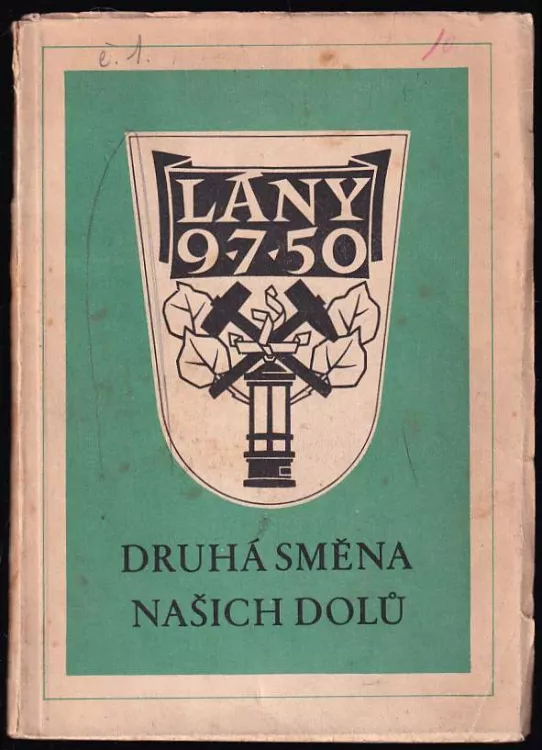 č. 1.
10
LÁNY
9·7·50
DRUHÁ SMĚNA
NAŠICH DOLŮ